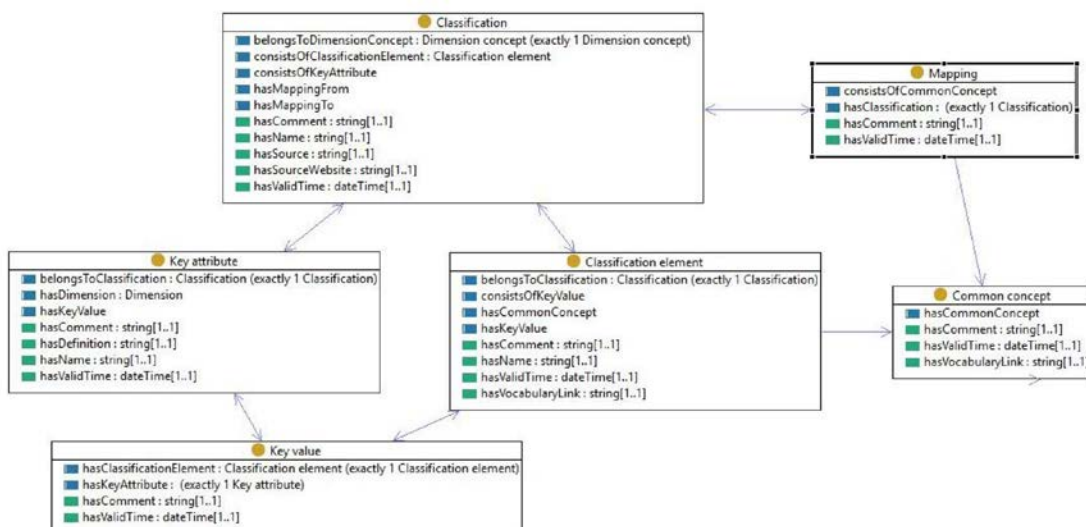 Classification
belongsToDimensionConcept : Dimension concept (exactly 1 Dimension concept)
consistsOfClassificationElement : Classification element
consistsOfKeyAttribute
hasMappingFrom
hasMappingTo
hasComment : string[1..1]
hasName : string[1..1]
hasSource : string[1..1]
hasSourceWebsite : string[1..1]
hasValidTime : dateTime[1..1]
Mapping
consistsOfCommonConcept
hasClassification : (exactly 1 Classification)
hasComment : string[1..1]
hasValidTime : dateTime[1..1]
Key attribute
belongsToClassification : Classification (exactly 1 Classification)
hasDimension : Dimension
hasKeyValue
hasComment : string[1..1]
hasDefinition : string[1..1]
hasName : string[1..1]
hasValidTime : dateTime[1..1]
Classification element
belongsToClassification : Classification (exactly 1 Classification)
consistsOfKeyValue
hasCommonConcept
hasKeyValue
hasComment : string[1..1]
hasName : string[1..1]
hasValidTime : dateTime[1..1]
hasVocabularyLink : string[1..1]
Common concept
hasCommonConcept
hasComment : string[1..1]
hasValidTime : dateTime[1..1]
hasVocabularyLink : string[1..1]
Key value
hasClassificationElement : Classification element (exactly 1 Classification element)
hasKeyAttribute : (exactly 1 Key attribute)
hasComment : string[1..1]
hasValidTime : dateTime[1..1]